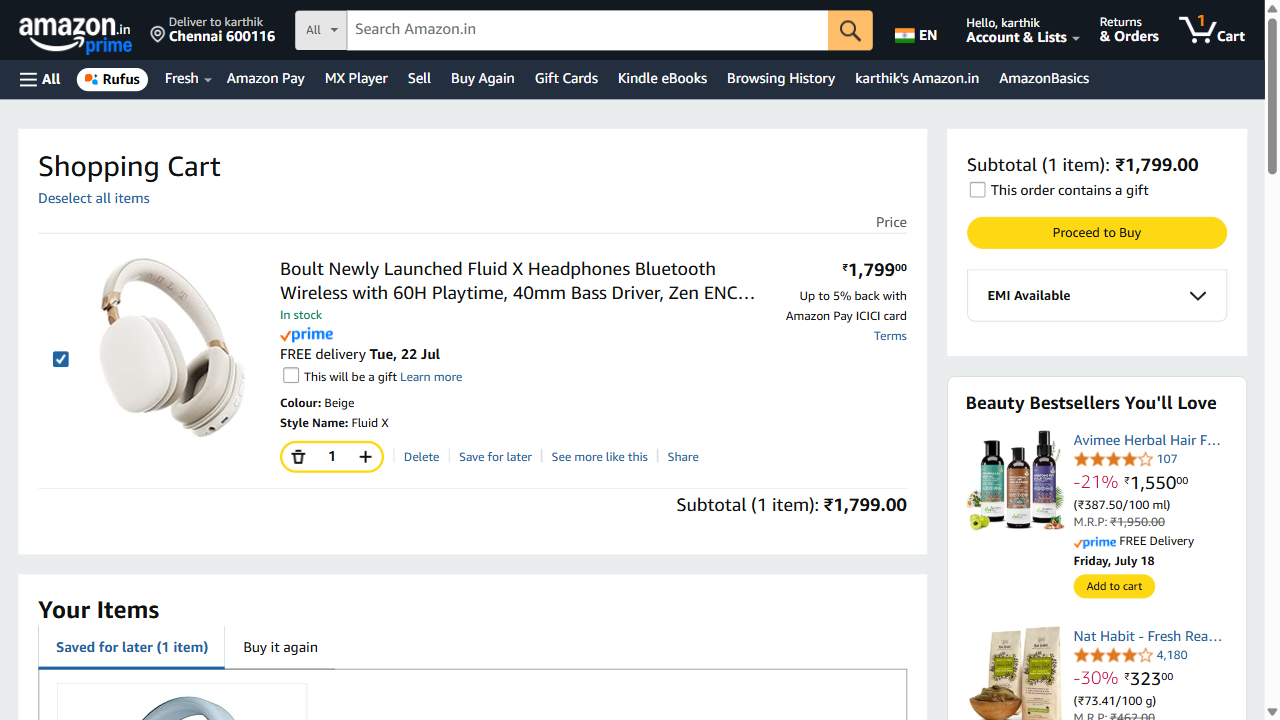 amazon.in
prime
Deliver to karthik
Chennai 600116
All
Search Amazon.in
EN
Hello, karthik
Account & Lists
Returns
& Orders
1
Cart
All
Rufus
Fresh
Amazon Pay
MX Player
Sell
Buy Again
Gift Cards
Kindle eBooks
Browsing History
karthik's Amazon.in
AmazonBasics
Shopping Cart
Deselect all items
Price
Boult Newly Launched Fluid X Headphones Bluetooth
Wireless with 60H Playtime, 40mm Bass Driver, Zen ENC…
In stock
prime
FREE delivery Tue, 22 Jul
This will be a gift Learn more
Colour: Beige
Style Name: Fluid X
1
Delete
Save for later
See more like this
Share
₹1,799.00
Up to 5% back with
Amazon Pay ICICI card
Terms
Subtotal (1 item): ₹1,799.00
Your Items
Saved for later (1 item)
Buy it again
Subtotal (1 item): ₹1,799.00
This order contains a gift
Proceed to Buy
EMI Available
Beauty Bestsellers You'll Love
Avimee Herbal Hair F…
107
-21% ₹1,550.00
(₹387.50/100 ml)
M.R.P: ₹1,950.00
prime FREE Delivery
Friday, July 18
Add to cart
Nat Habit - Fresh Rea…
4,180
-30% ₹323.00
(₹73.41/100 g)
M.R.P: ₹462.00